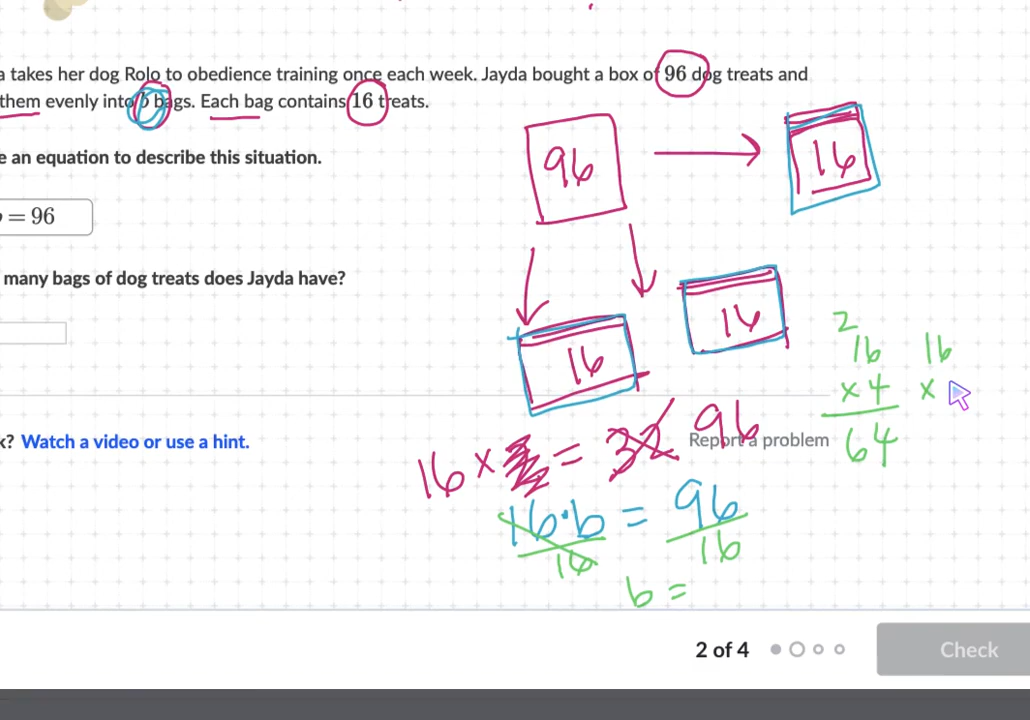 a takes her dog Rolo to obedience training once each week. Jayda bought a box of 96 dog treats and
them evenly into b bags. Each bag contains 16 treats.
e an equation to describe this situation.
= 96
many bags of dog treats does Jayda have?
96
16
16
16
2
16
x 4
64
16
x
k? Watch a video or use a hint.
Report a problem
16 x = 32 96
16·b = 96
16 16
b =
2 of 4
Check